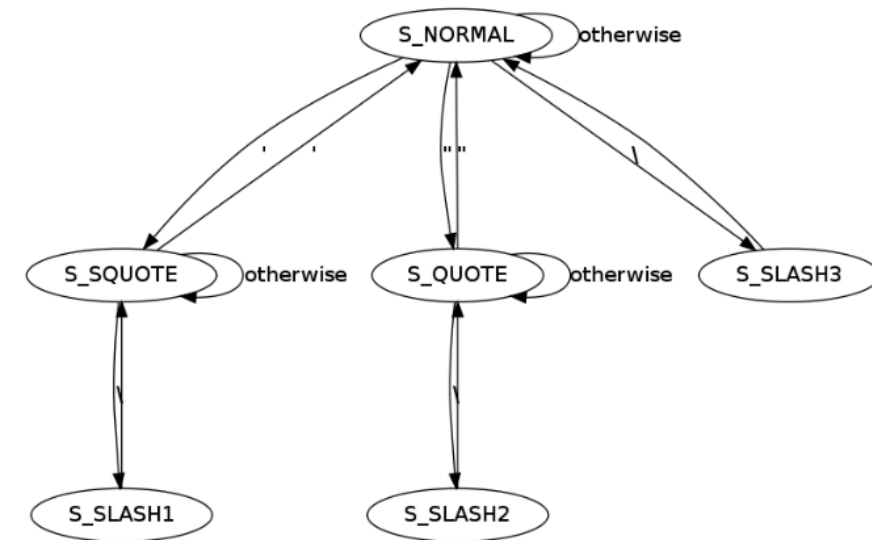 S_NORMAL otherwise
' ' " " \
S_SQUOTE otherwise S_QUOTE otherwise S_SLASH3
\ \
S_SLASH1 S_SLASH2